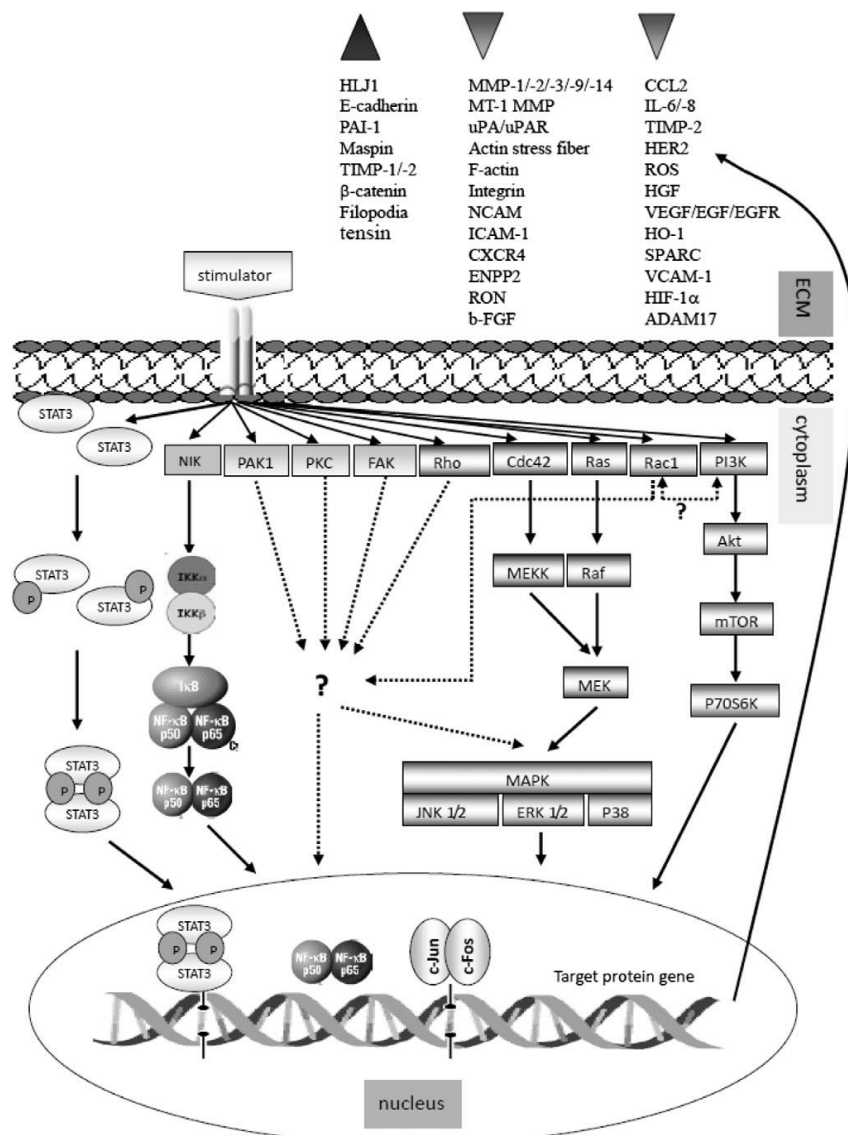 HLJ1
E-cadherin
PAI-1
Maspin
TIMP-1/-2
β-catenin
Filopodia
tensin
MMP-1/-2/-3/-9/-14
MT-1 MMP
uPA/uPAR
Actin stress fiber
F-actin
Integrin
NCAM
ICAM-1
CXCR4
ENPP2
RON
b-FGF
CCL2
IL-6/-8
TIMP-2
HER2
ROS
HGF
VEGF/EGF/EGFR
HO-1
SPARC
VCAM-1
HIF-1α
ADAM17
stimulator
ECM
cytoplasm
STAT3
STAT3
NIK
PAK1
PKC
FAK
Rho
Cdc42
Ras
Rac1
PI3K
?
Akt
STAT3
P
P
STAT3
IKKα
IKKβ
MEKK
Raf
mTOR
?
IκB
NF-κB
p50
NF-κB
p65
MEK
P70S6K
STAT3
P
P
STAT3
NF-κB
p50
NF-κB
p65
MAPK
JNK 1/2
ERK 1/2
P38
STAT3
P
P
STAT3
NF-κB
p50
NF-κB
p65
c-Jun
c-Fos
Target protein gene
nucleus